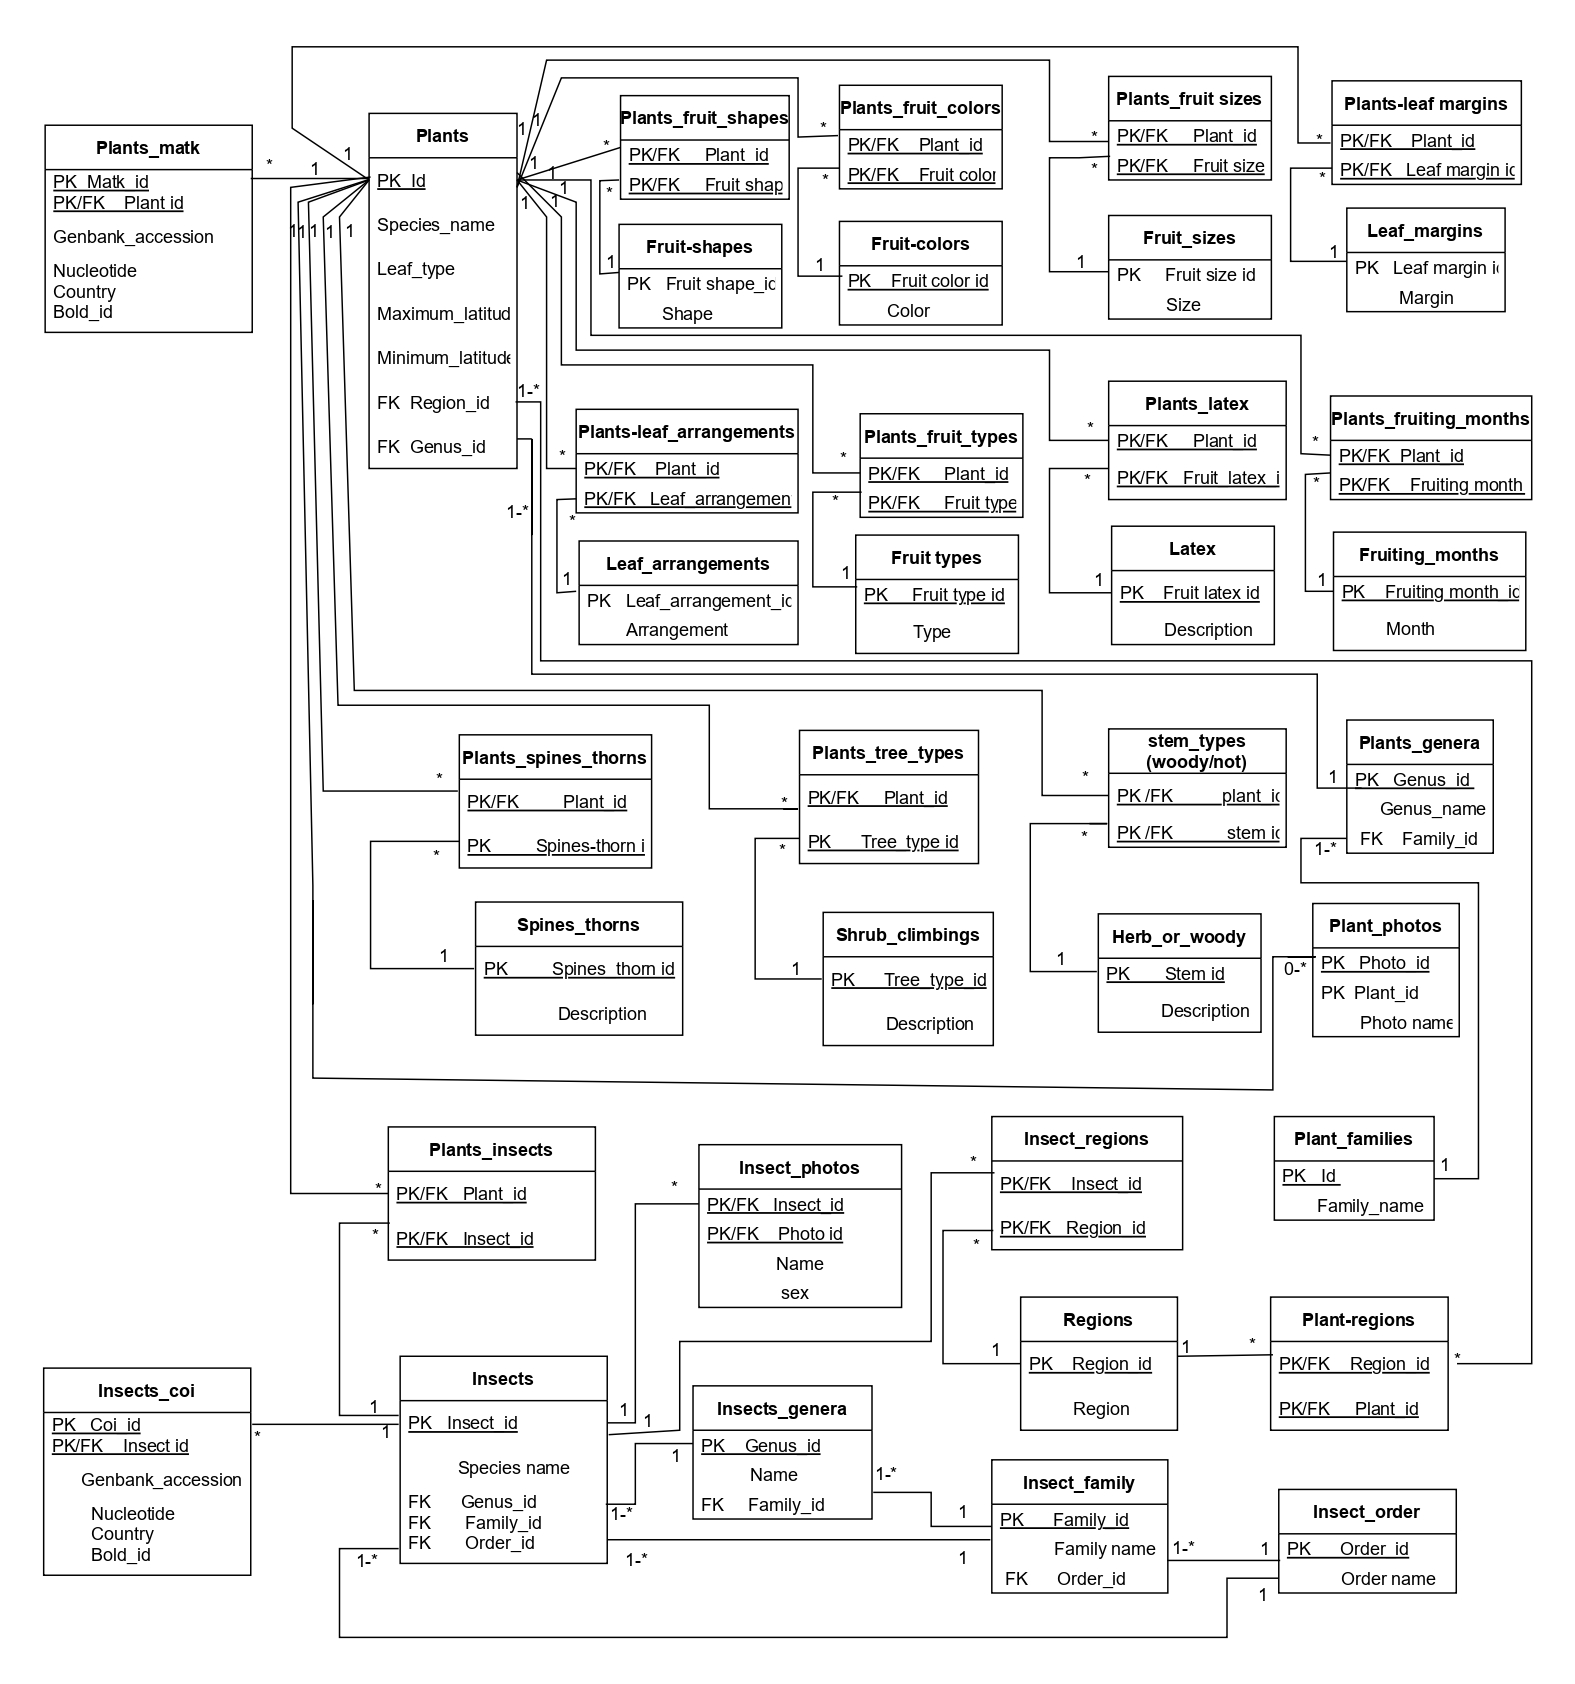 Plants_matk
PK  Matk_id
PK/FK    Plant id
Genbank_accession
Nucleotide
Country
Bold_id
*
1
Plants
PK  Id
Species_name
Leaf_type
Maximum_latitud
Minimum_latitude
FK  Region_id
FK  Genus_id
1
1
1
1
1
1
1
1
1
1
1
1
1
1
1-*
1-*
Plants_fruit_shapes
PK/FK    Plant_id
PK/FK    Fruit shap
*
*
Fruit-shapes
PK   Fruit shape_id
Shape
1
Plants_fruit_colors
PK/FK    Plant_id
PK/FK    Fruit color
*
*
Fruit-colors
PK    Fruit color id
Color
1
Plants_fruit sizes
PK/FK    Plant_id
PK/FK    Fruit size
*
*
Fruit_sizes
PK    Fruit size id
Size
1
Plants-leaf margins
PK/FK    Plant_id
PK/FK   Leaf margin id
*
*
Leaf_margins
PK   Leaf margin id
Margin
1
Plants-leaf_arrangements
PK/FK    Plant_id
PK/FK   Leaf_arrangemen
*
*
Leaf_arrangements
PK   Leaf_arrangement_id
Arrangement
1
Plants_fruit_types
PK/FK    Plant_id
PK/FK    Fruit type
*
*
Fruit types
PK    Fruit type id
Type
1
Plants_latex
PK/FK    Plant_id
PK/FK   Fruit_latex_i
*
*
Latex
PK    Fruit latex id
Description
1
Plants_fruiting_months
PK/FK  Plant_id
PK/FK    Fruiting month
*
*
Fruiting_months
PK    Fruiting month_id
Month
1
Plants_spines_thorns
PK/FK    Plant_id
PK    Spines-thorn i
*
*
Spines_thorns
PK    Spines_thorn id
Description
1
Plants_tree_types
PK/FK    Plant_id
PK    Tree_type id
*
*
Shrub_climbings
PK    Tree_type_id
Description
1
stem_types
(woody/not)
PK /FK    plant_id
PK /FK    stem id
*
*
Herb_or_woody
PK    Stem id
Description
1
Plants_genera
PK   Genus_id
Genus_name
FK    Family_id
1
1-*
Plant_photos
PK   Photo_id
PK  Plant_id
Photo name
0-*
Plants_insects
PK/FK   Plant_id
PK/FK   Insect_id
*
*
Insect_photos
PK/FK   Insect_id
PK/FK    Photo id
Name
sex
*
Insect_regions
PK/FK    Insect_id
PK/FK   Region_id
*
*
Plant_families
PK   Id
Family_name
1
Regions
PK    Region_id
Region
1
1
Plant-regions
PK/FK    Region_id
PK/FK    Plant_id
*
*
Insects_coi
PK   Coi_id
PK/FK    Insect id
Genbank_accession
Nucleotide
Country
Bold_id
*
Insects
PK   Insect_id
Species name
FK    Genus_id
FK    Family_id
FK    Order_id
1
1
1
1
1-*
1-*
1-*
Insects_genera
PK    Genus_id
Name
FK    Family_id
1
1-*
Insect_family
PK    Family_id
Family name
FK    Order_id
1
1
1-*
Insect_order
PK    Order_id
Order name
1
1